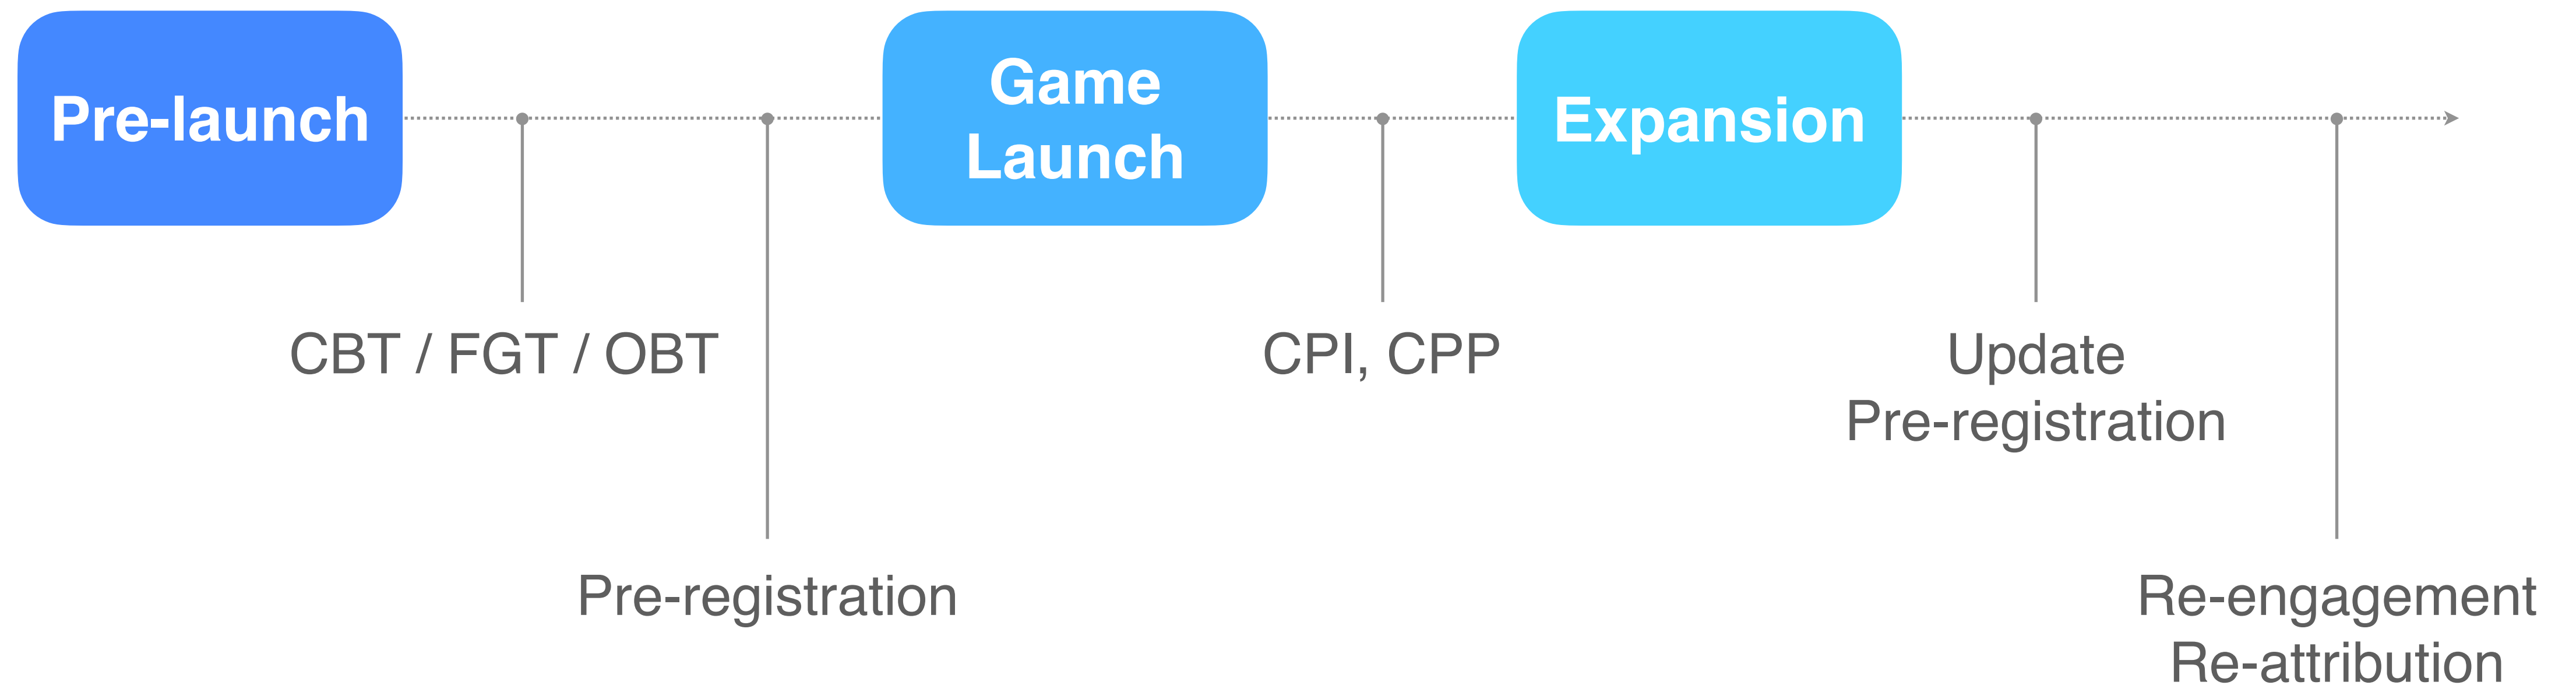 Pre-launch
Game
Launch
Expansion
CBT / FGT / OBT
CPI, CPP
Update
Pre-registration
Pre-registration
Re-engagement
Re-attribution